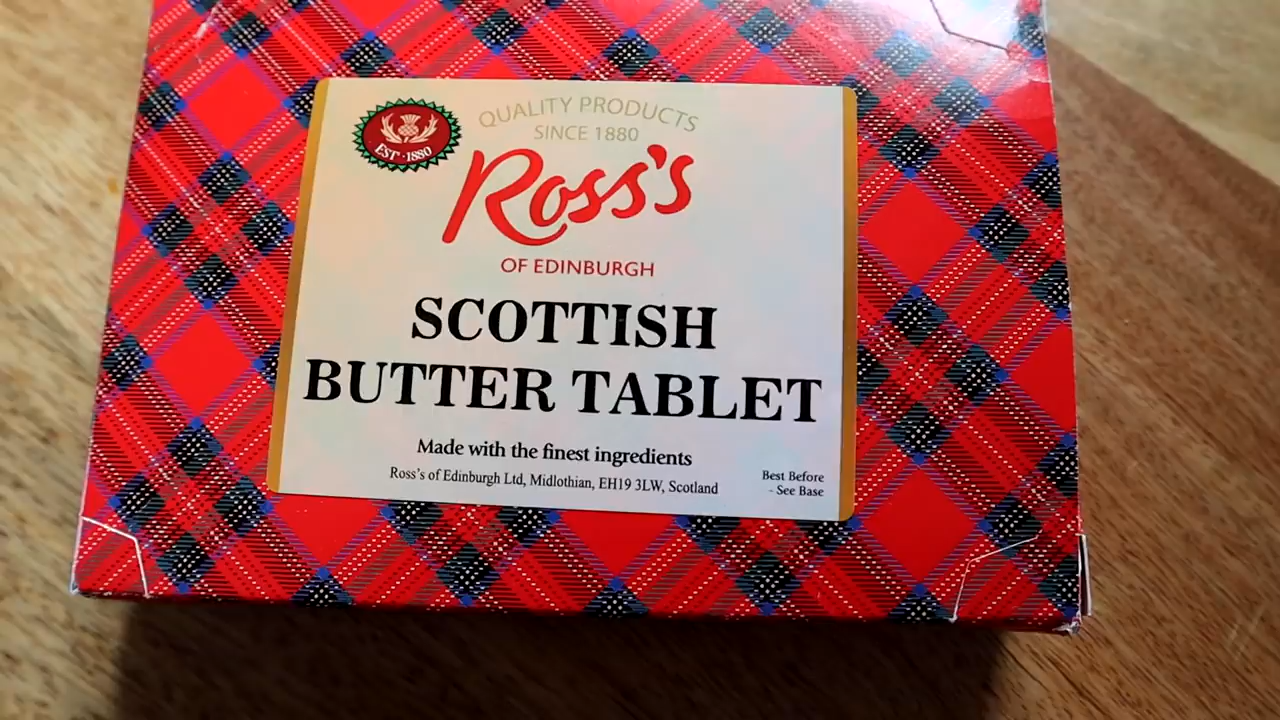 QUALITY PRODUCTS
SINCE 1880
EST · 1880
Ross's
OF EDINBURGH
SCOTTISH
BUTTER TABLET
Made with the finest ingredients
Ross's of Edinburgh Ltd, Midlothian, EH19 3LW, Scotland
Best Before
- See Base